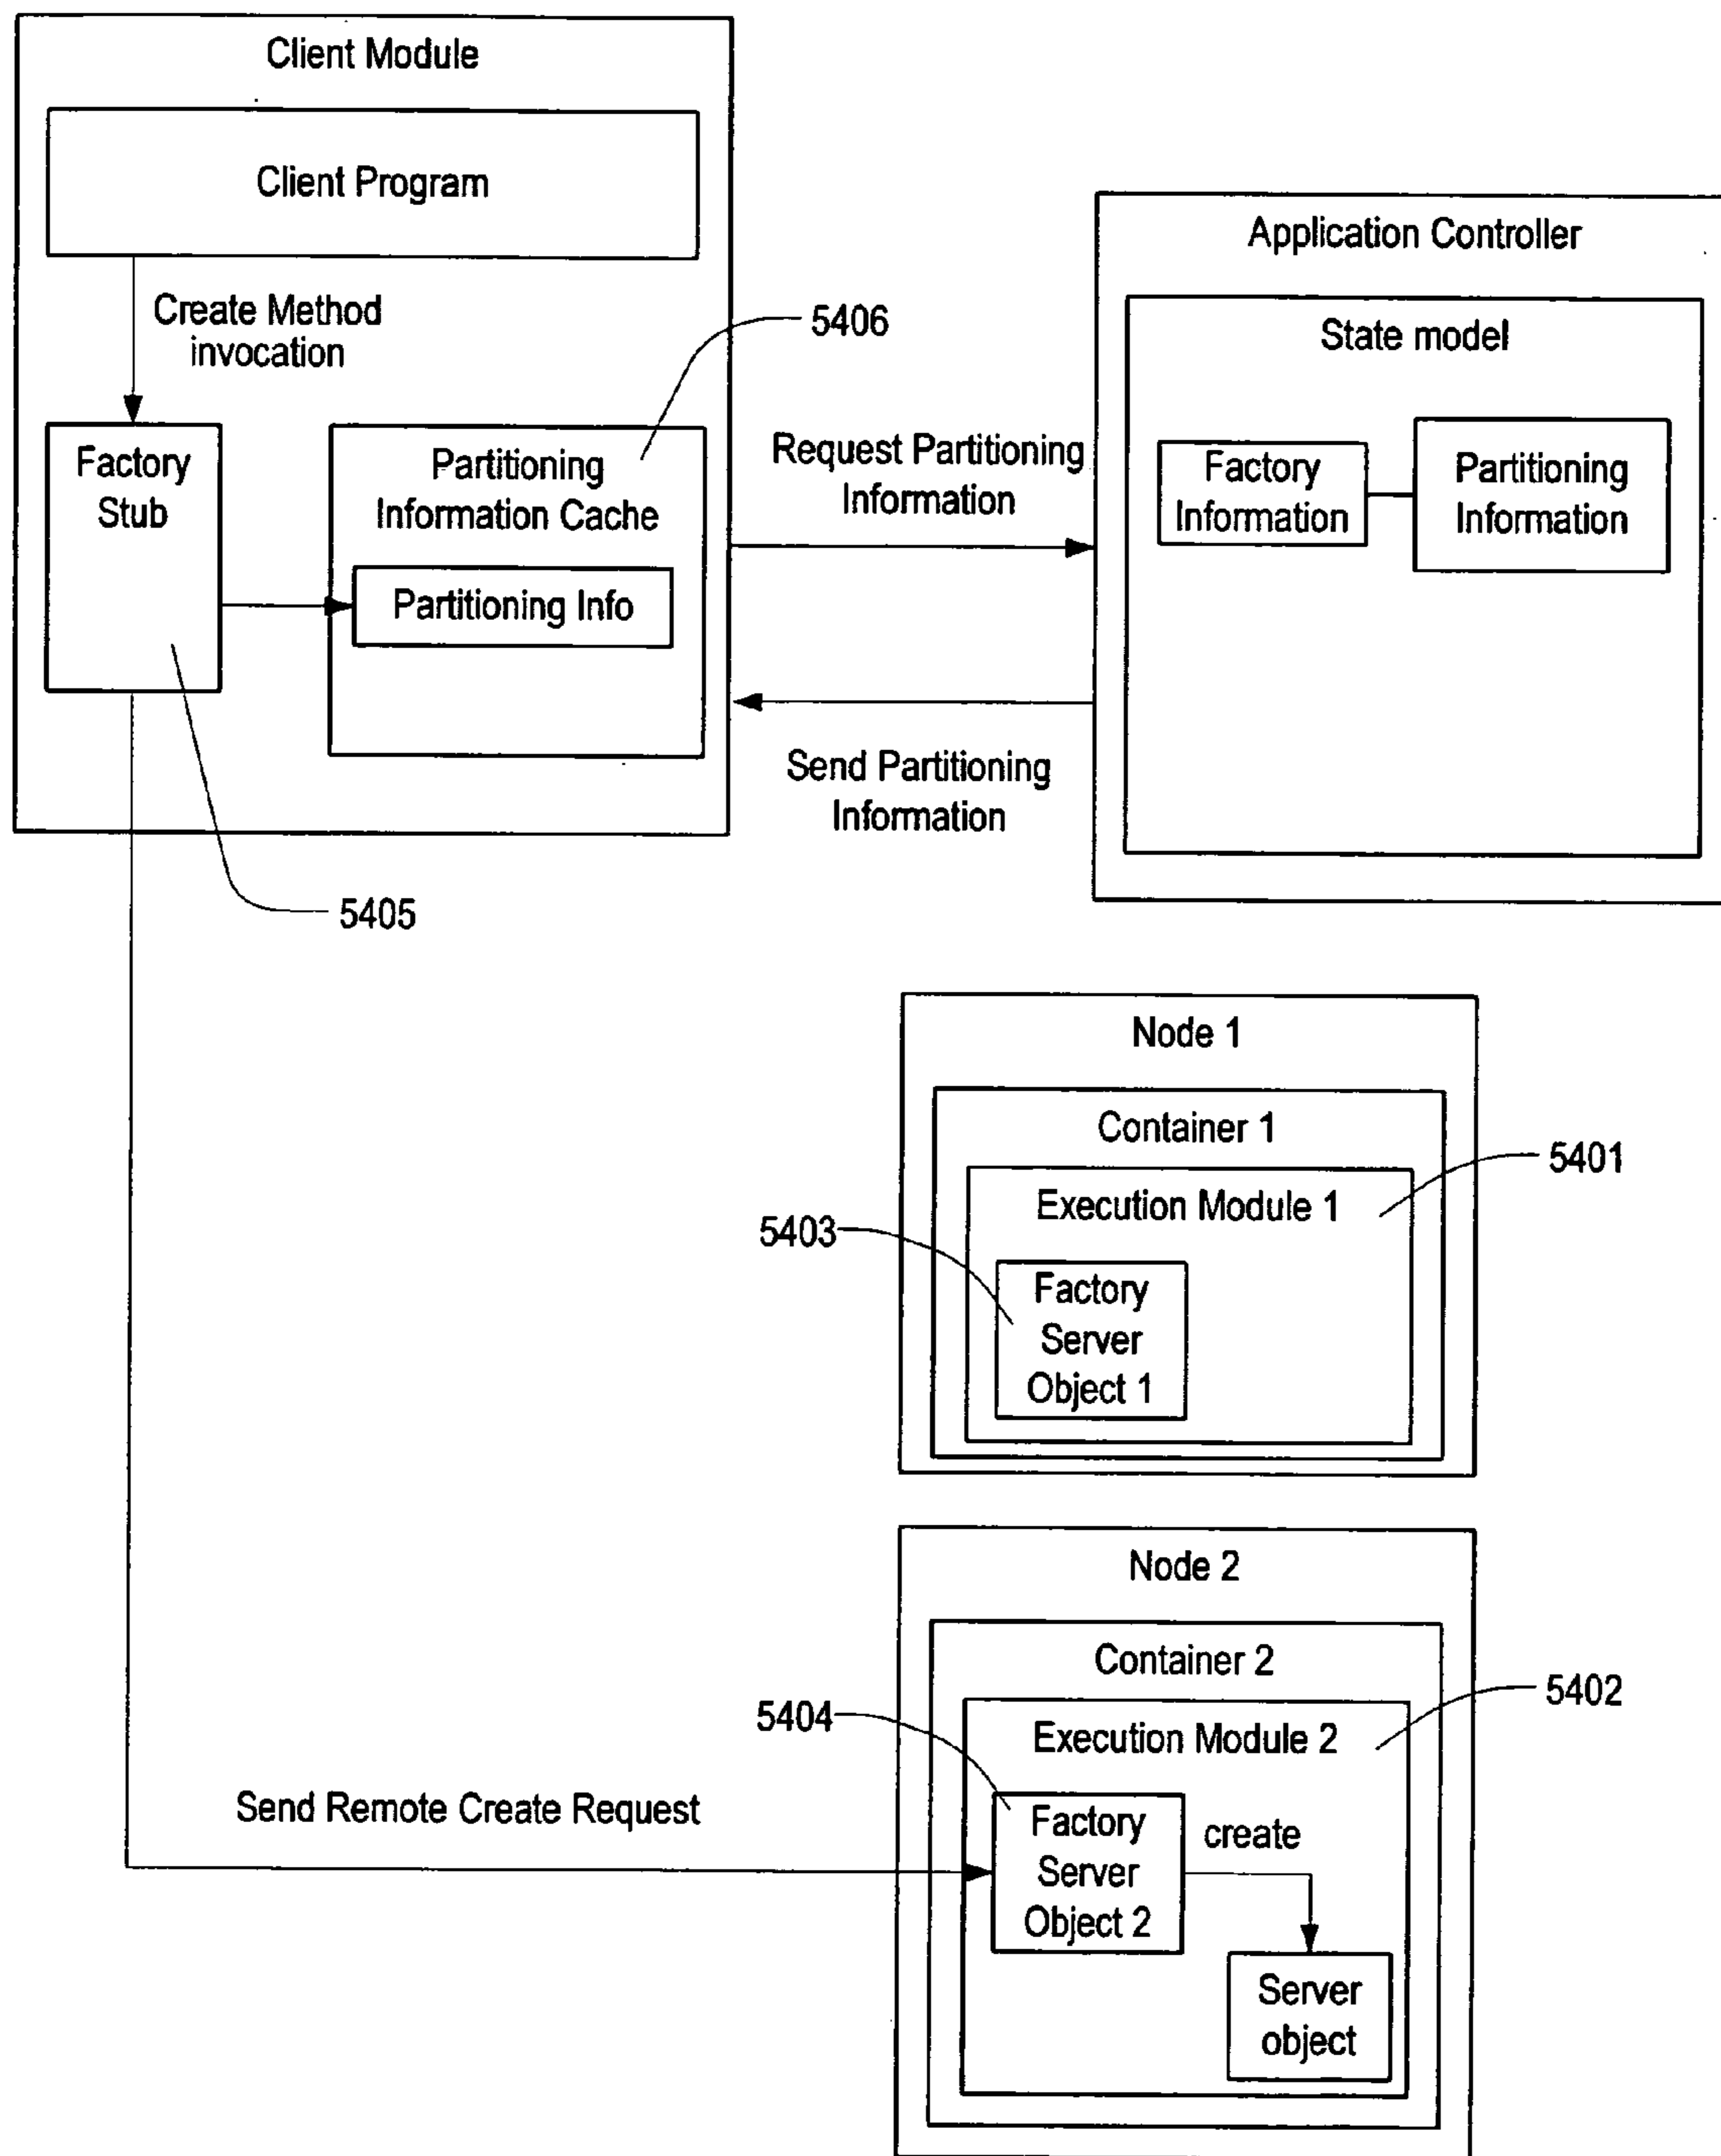 Client Module
Client Program
Create Method
invocation
5406
Factory
Stub
Partitioning
Information Cache
Partitioning Info
5405
Request Partitioning
Information
Send Partitioning
Information
Application Controller
State model
Factory
Information
Partitioning
Information
Node 1
Container 1
5401
Execution Module 1
5403
Factory
Server
Object 1
Node 2
Container 2
5402
5404
Execution Module 2
Send Remote Create Request
Factory
Server
Object 2
create
Server
object